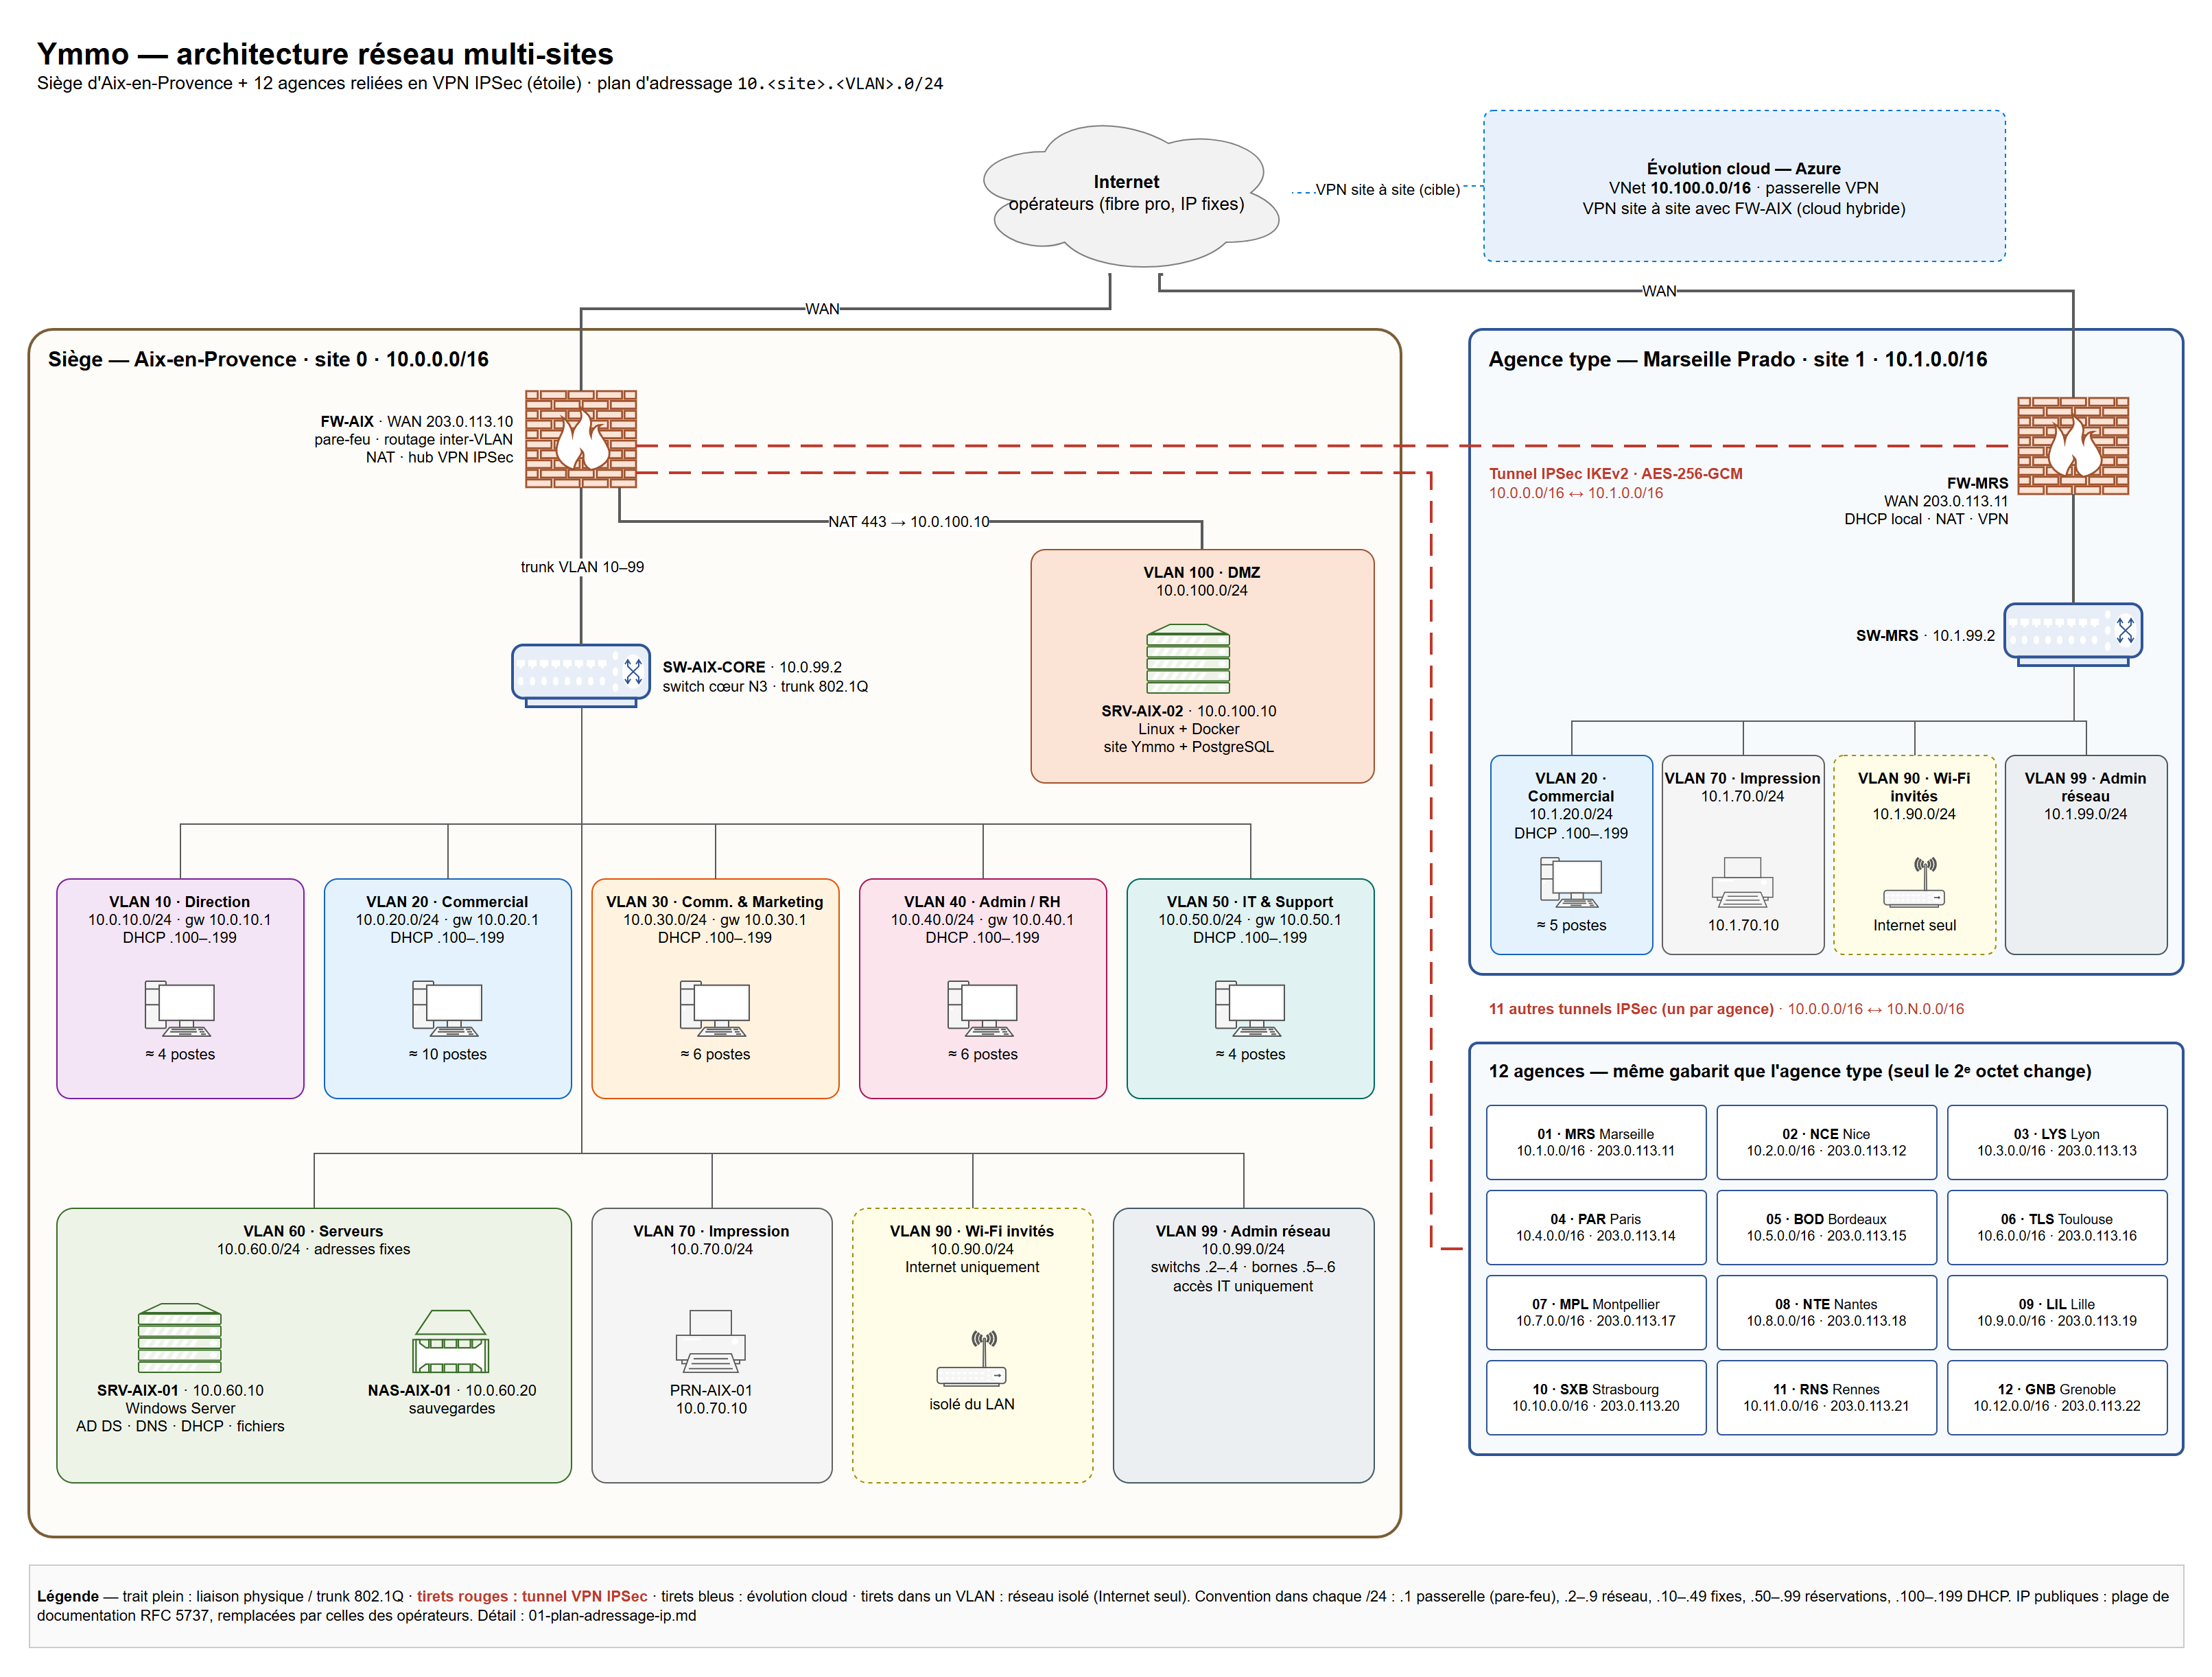 Ymmo — architecture réseau multi-sites
Siège d'Aix-en-Provence + 12 agences reliées en VPN IPSec (étoile) · plan d'adressage 10.<site>.<VLAN>.0/24
Internet
opérateurs (fibre pro, IP fixes)
VPN site à site (cible)
Évolution cloud — Azure
VNet 10.100.0.0/16 · passerelle VPN
VPN site à site avec FW-AIX (cloud hybride)
WAN
WAN
Siège — Aix-en-Provence · site 0 · 10.0.0.0/16
FW-AIX · WAN 203.0.113.10
pare-feu · routage inter-VLAN
NAT · hub VPN IPSec
NAT 443 → 10.0.100.10
trunk VLAN 10–99
SW-AIX-CORE · 10.0.99.2
switch cœur N3 · trunk 802.1Q
VLAN 100 · DMZ
10.0.100.0/24
SRV-AIX-02 · 10.0.100.10
Linux + Docker
site Ymmo + PostgreSQL
VLAN 10 · Direction
10.0.10.0/24 · gw 10.0.10.1
DHCP .100–.199
≈ 4 postes
VLAN 20 · Commercial
10.0.20.0/24 · gw 10.0.20.1
DHCP .100–.199
≈ 10 postes
VLAN 30 · Comm. & Marketing
10.0.30.0/24 · gw 10.0.30.1
DHCP .100–.199
≈ 6 postes
VLAN 40 · Admin / RH
10.0.40.0/24 · gw 10.0.40.1
DHCP .100–.199
≈ 6 postes
VLAN 50 · IT & Support
10.0.50.0/24 · gw 10.0.50.1
DHCP .100–.199
≈ 4 postes
VLAN 60 · Serveurs
10.0.60.0/24 · adresses fixes
SRV-AIX-01 · 10.0.60.10
Windows Server
AD DS · DNS · DHCP · fichiers
NAS-AIX-01 · 10.0.60.20
sauvegardes
VLAN 70 · Impression
10.0.70.0/24
PRN-AIX-01
10.0.70.10
VLAN 90 · Wi-Fi invités
10.0.90.0/24
Internet uniquement
isolé du LAN
VLAN 99 · Admin réseau
10.0.99.0/24
switchs .2–.4 · bornes .5–.6
accès IT uniquement
Agence type — Marseille Prado · site 1 · 10.1.0.0/16
Tunnel IPSec IKEv2 · AES-256-GCM
10.0.0.0/16 ↔ 10.1.0.0/16
FW-MRS
WAN 203.0.113.11
DHCP local · NAT · VPN
SW-MRS · 10.1.99.2
VLAN 20 ·
Commercial
10.1.20.0/24
DHCP .100–.199
≈ 5 postes
VLAN 70 · Impression
10.1.70.0/24
10.1.70.10
VLAN 90 · Wi-Fi
invités
10.1.90.0/24
Internet seul
VLAN 99 · Admin
réseau
10.1.99.0/24
11 autres tunnels IPSec (un par agence) · 10.0.0.0/16 ↔ 10.N.0.0/16
12 agences — même gabarit que l'agence type (seul le 2ᵉ octet change)
01 · MRS Marseille
10.1.0.0/16 · 203.0.113.11
02 · NCE Nice
10.2.0.0/16 · 203.0.113.12
03 · LYS Lyon
10.3.0.0/16 · 203.0.113.13
04 · PAR Paris
10.4.0.0/16 · 203.0.113.14
05 · BOD Bordeaux
10.5.0.0/16 · 203.0.113.15
06 · TLS Toulouse
10.6.0.0/16 · 203.0.113.16
07 · MPL Montpellier
10.7.0.0/16 · 203.0.113.17
08 · NTE Nantes
10.8.0.0/16 · 203.0.113.18
09 · LIL Lille
10.9.0.0/16 · 203.0.113.19
10 · SXB Strasbourg
10.10.0.0/16 · 203.0.113.20
11 · RNS Rennes
10.11.0.0/16 · 203.0.113.21
12 · GNB Grenoble
10.12.0.0/16 · 203.0.113.22
Légende — trait plein : liaison physique / trunk 802.1Q · tirets rouges : tunnel VPN IPSec · tirets bleus : évolution cloud · tirets dans un VLAN : réseau isolé (Internet seul). Convention dans chaque /24 : .1 passerelle (pare-feu), .2–.9 réseau, .10–.49 fixes, .50–.99 réservations, .100–.199 DHCP. IP publiques : plage de
documentation RFC 5737, remplacées par celles des opérateurs. Détail : 01-plan-adressage-ip.md